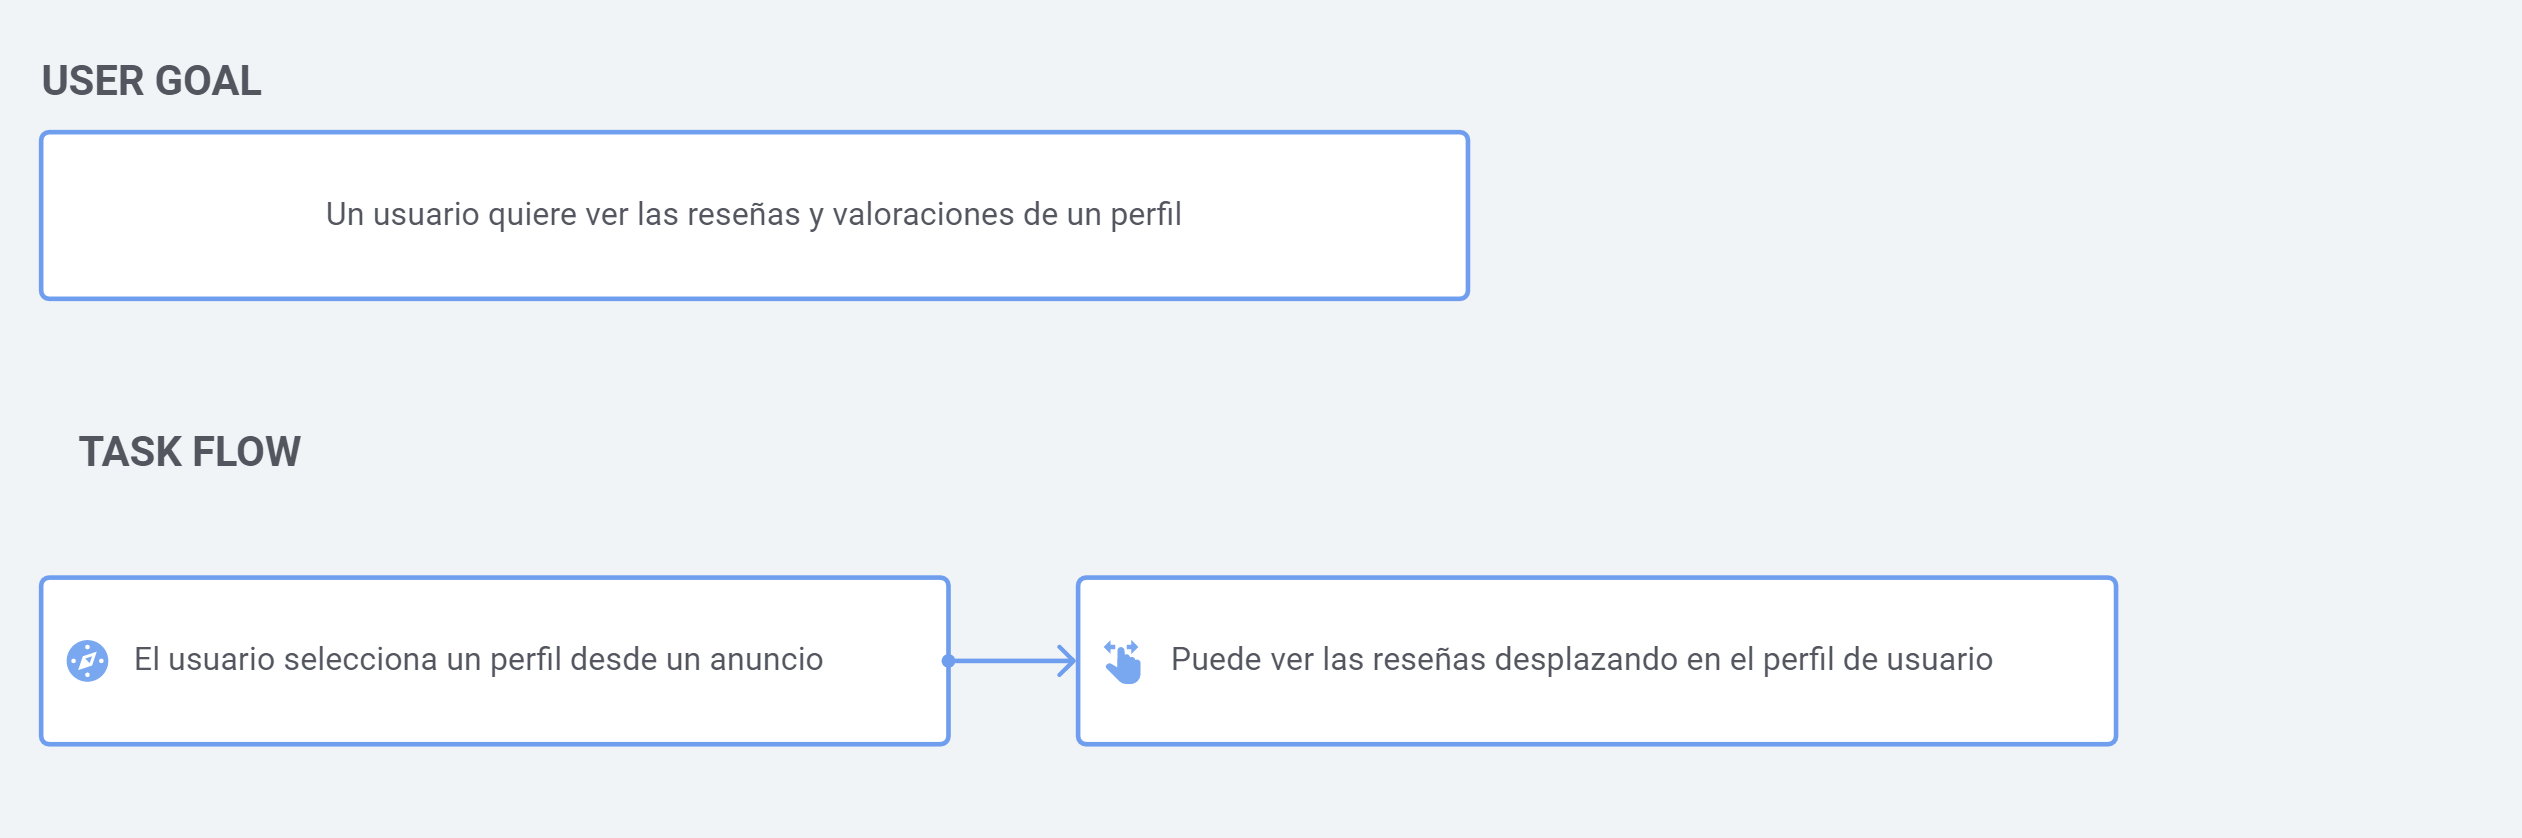 USER GOAL
Un usuario quiere ver las reseñas y valoraciones de un perfil
TASK FLOW
El usuario selecciona un perfil desde un anuncio
Puede ver las reseñas desplazando en el perfil de usuario